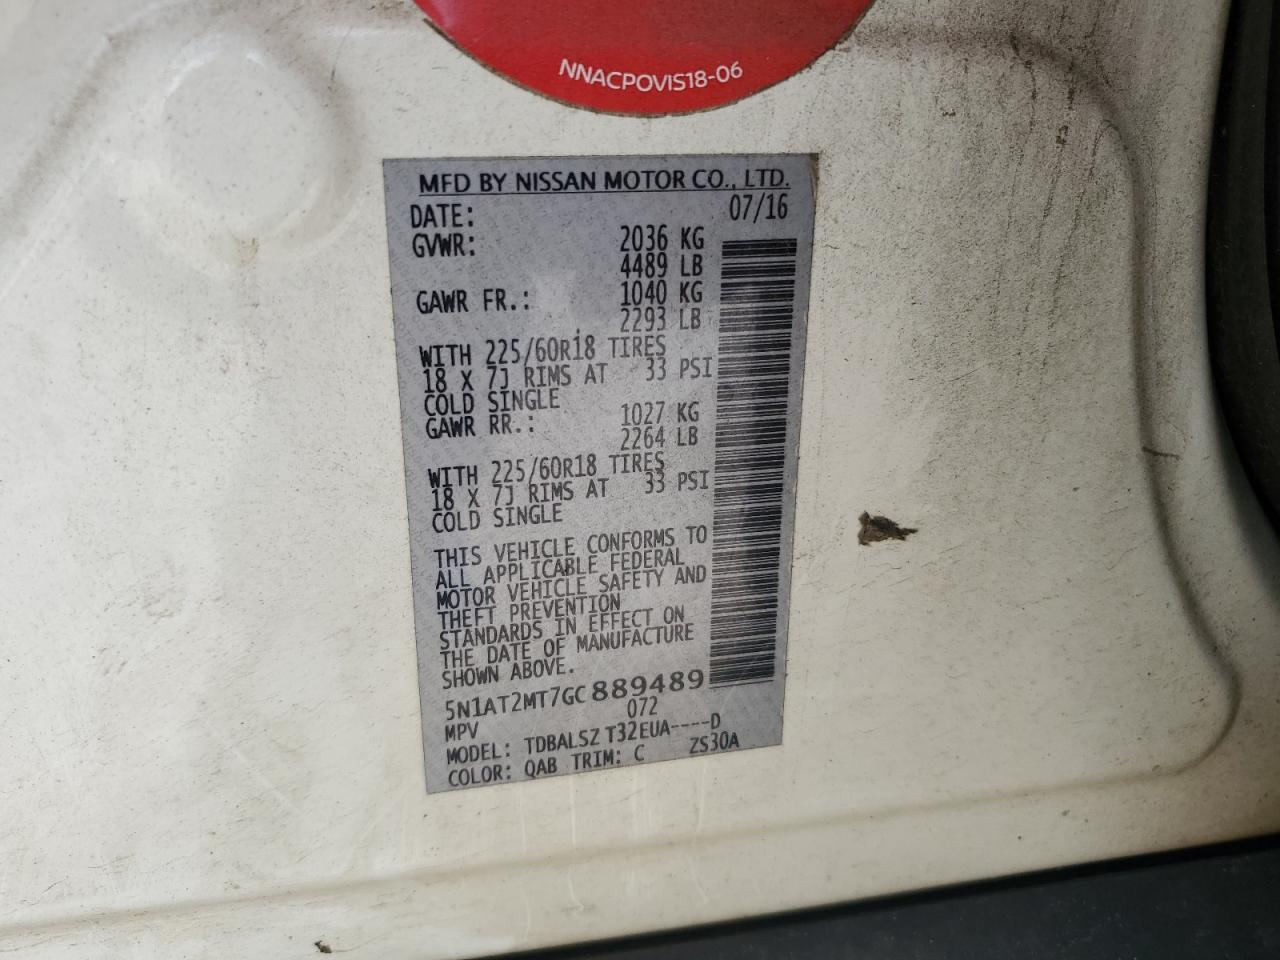 NNACPOVIS18-06
MFD BY NISSAN MOTOR CO., LTD.
DATE: 07/16
GVWR: 2036 KG
4489 LB
GAWR FR.: 1040 KG
2293 LB
WITH 225/60R18 TIRES
18 X 7J RIMS AT 33 PSI
COLD SINGLE
GAWR RR.: 1027 KG
2264 LB
WITH 225/60R18 TIRES
18 X 7J RIMS AT 33 PSI
COLD SINGLE
THIS VEHICLE CONFORMS TO
ALL APPLICABLE FEDERAL
MOTOR VEHICLE SAFETY AND
THEFT PREVENTION
STANDARDS IN EFFECT ON
THE DATE OF MANUFACTURE
SHOWN ABOVE.
5N1AT2MT7GC889489
MPV 072
MODEL: TDBALSZ T32EUA----D
COLOR: QAB TRIM: C ZS30A